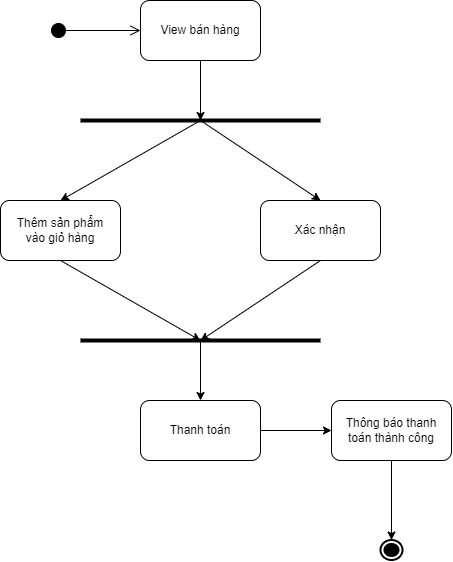 View bán hàng
Thêm sản phẩm
vào giỏ hàng
Xác nhận
Thanh toán
Thông báo thanh
toán thành công